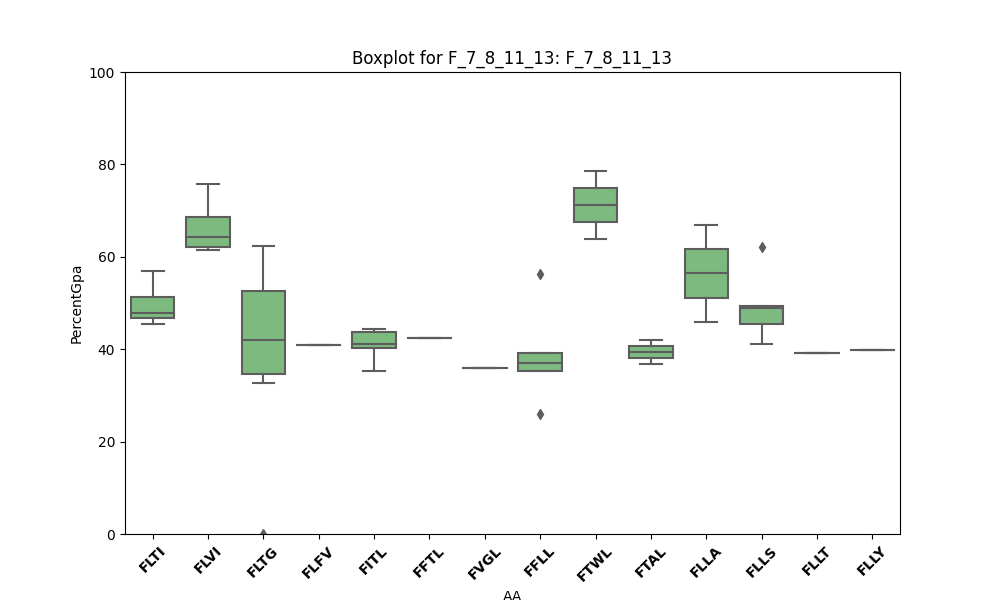 Boxplot for F_7_8_11_13: F_7_8_11_13
100
80
60
40
20
0
PercentGpa
FLTI FLVI FLTG FLFV FITL FFTL FVGL FFLL FTWL FTAL FLLA FLLS FLLT FLLY
AA